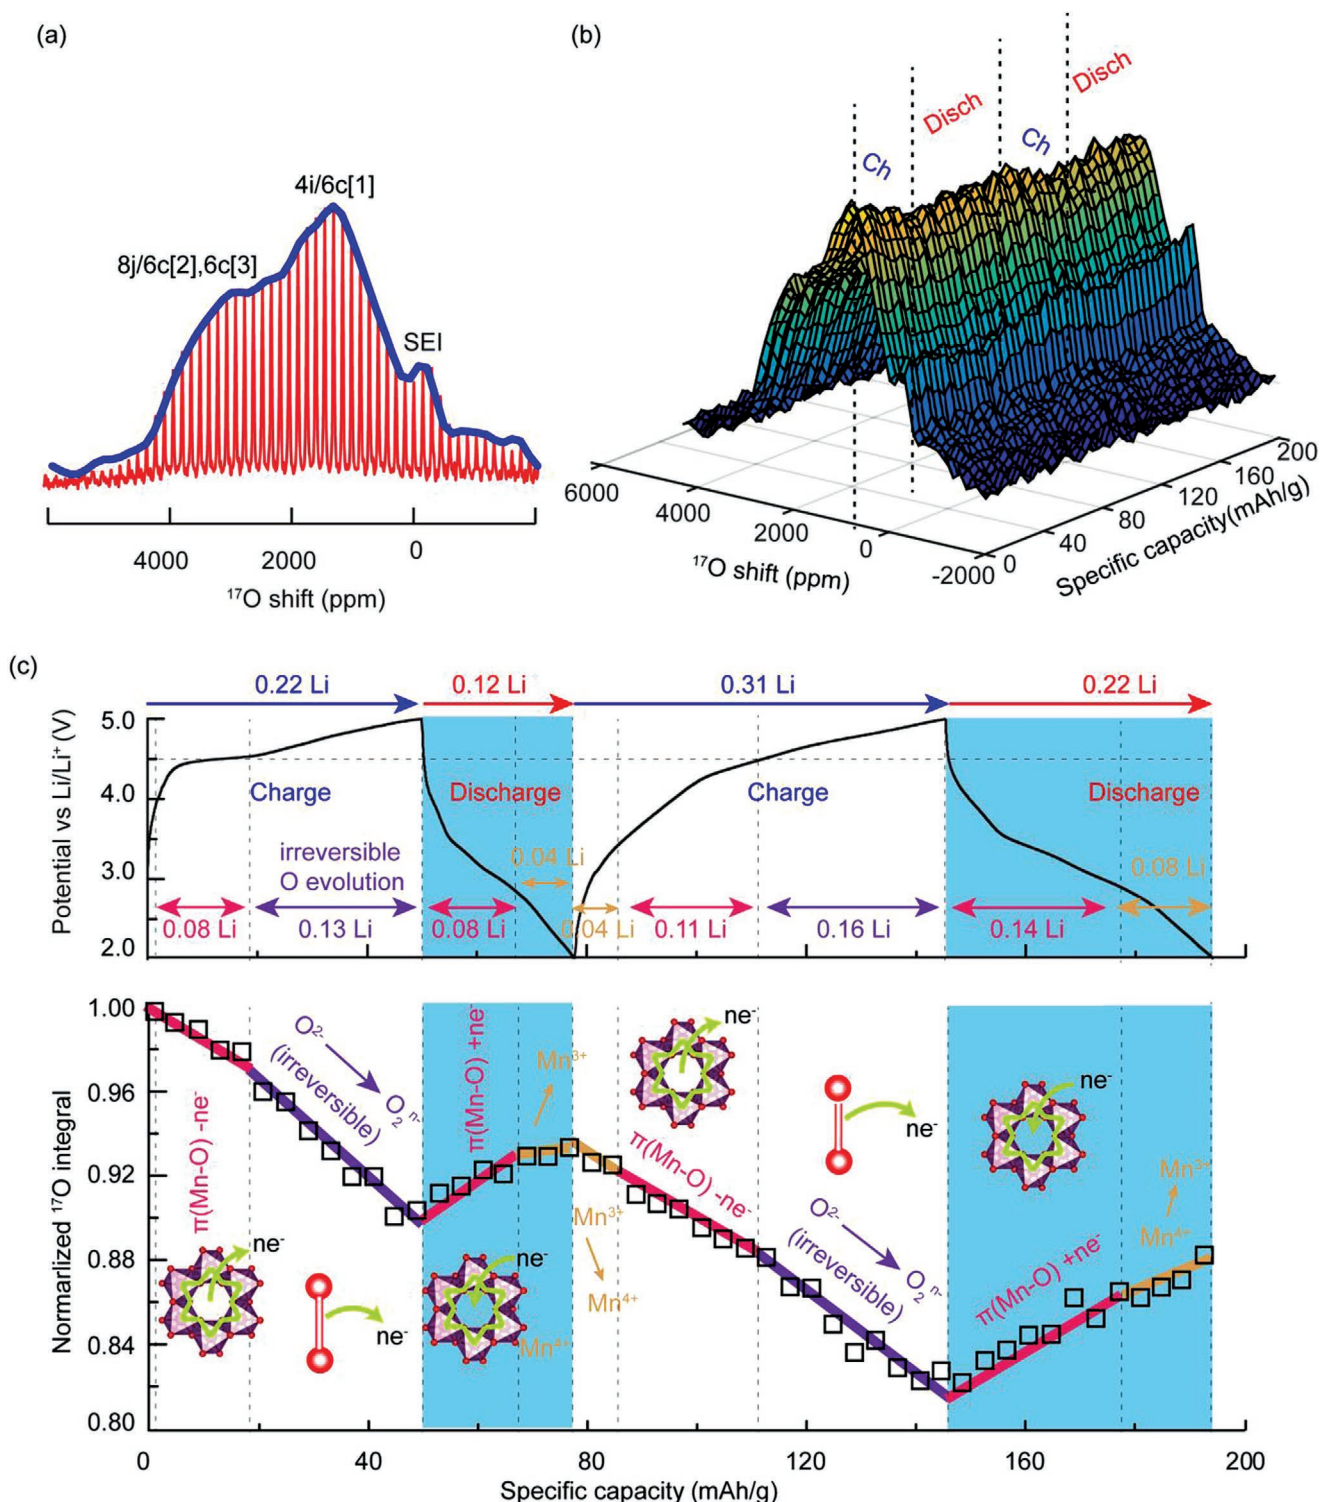 (a)
4i/6c[1]
8j/6c[2],6c[3]
SEI
4000
2000
0
¹⁷O shift (ppm)
(b)
Ch
Disch
Ch
Disch
6000
4000
2000
0
-2000
¹⁷O shift (ppm)
0
40
80
120
160
200
Specific capacity(mAh/g)
(c)
0.22 Li
0.12 Li
0.31 Li
0.22 Li
Potential vs Li/Li⁺ (V)
5.0
4.0
3.0
2.0
Charge
Discharge
Charge
Discharge
irreversible
O evolution
0.04 Li
0.08 Li
0.08 Li
0.13 Li
0.08 Li
0.04 Li
0.11 Li
0.16 Li
0.14 Li
Normarlized ¹⁷O integral
1.00
0.96
0.92
0.88
0.84
0.80
π(Mn-O) -ne⁻
ne⁻
O²⁻
O₂ⁿ⁻
(irreversible)
ne⁻
π(Mn-O) +ne⁻
Mn³⁺
ne⁻
Mn⁴⁺
Mn³⁺
Mn⁴⁺
ne⁻
π(Mn-O) -ne⁻
ne⁻
O²⁻
O₂ⁿ⁻
(irreversible)
ne⁻
π(Mn-O) +ne⁻
Mn³⁺
Mn⁴⁺
0
40
80
120
160
200
Specific capacity (mAh/g)